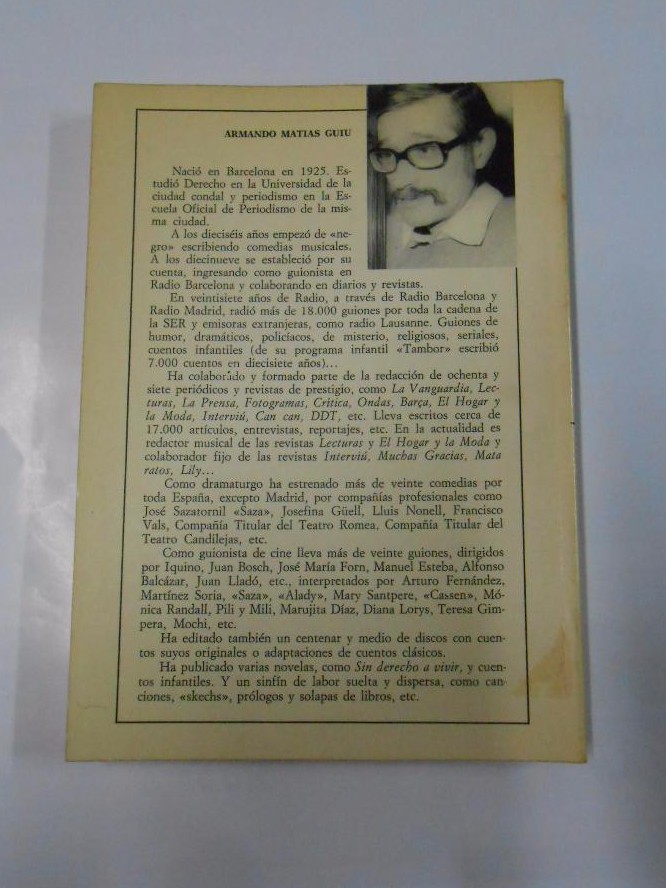 ARMANDO MATIAS GUIU
Nació en Barcelona en 1925. Es-
tudió Derecho en la Universidad de la
ciudad condal y periodismo en la Es-
cuela Oficial de Periodismo de la mis-
ma ciudad.
A los dieciséis años empezó de «ne-
gro» escribiendo comedias musicales.
A los diecinueve se estableció por su
cuenta, ingresando como guionista en
Radio Barcelona y colaborando en diarios y revistas.
En veintisiete años de Radio, a través de Radio Barcelona y
Radio Madrid, radió más de 18.000 guiones por toda la cadena de
la SER y emisoras extranjeras, como radio Lausanne. Guiones de
humor, dramáticos, policíacos, de misterio, religiosos, seriales,
cuentos infantiles (de su programa infantil «Tambor» escribió
7.000 cuentos en diecisiete años)...
Ha colaborado y formado parte de la redacción de ochenta y
siete periódicos y revistas de prestigio, como La Vanguardia, Lec-
turas, La Prensa, Fotogramas, Crítica, Ondas, Barça, El Hogar y
la Moda, Interviú, Can can, DDT, etc. Lleva escritos cerca de
17.000 artículos, entrevistas, reportajes, etc. En la actualidad es
redactor musical de las revistas Lecturas y El Hogar y la Moda y
colaborador fijo de las revistas Interviú, Muchas Gracias, Mata
ratos, Lily...
Como dramaturgo ha estrenado más de veinte comedias por
toda España, excepto Madrid, por compañías profesionales como
José Sazatornil «Saza», Josefina Güell, Lluis Nonell, Francisco
Vals, Compañía Titular del Teatro Romea, Compañía Titular del
Teatro Candilejas, etc.
Como guionista de cine lleva más de veinte guiones, dirigidos
por Iquino, Juan Bosch, José María Forn, Manuel Esteba, Alfonso
Balcázar, Juan Lladó, etc., interpretados por Arturo Fernández,
Martínez Soria, «Saza», «Alady», Mary Santpere, «Cassen», Mó-
nica Randall, Pili y Mili, Marujita Díaz, Diana Lorys, Teresa Gim-
pera, Mochi, etc.
Ha editado también un centenar y medio de discos con cuen-
tos suyos originales o adaptaciones de cuentos clásicos.
Ha publicado varias novelas, como Sin derecho a vivir, y cuen-
tos infantiles. Y un sinfín de labor suelta y dispersa, como can-
ciones, «skechs», prólogos y solapas de libros, etc.